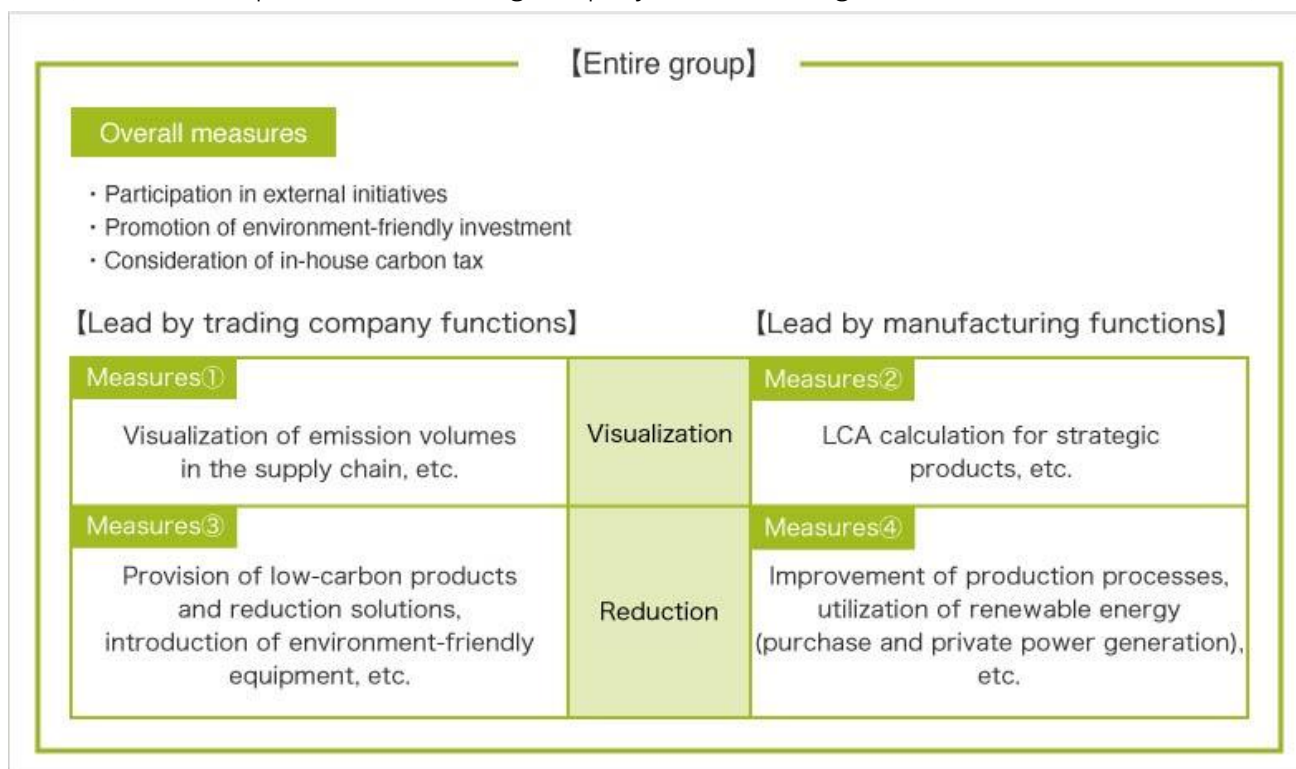 【Entire group】
Overall measures
・Participation in external initiatives
・Promotion of environment-friendly investment
・Consideration of in-house carbon tax
【Lead by trading company functions】
【Lead by manufacturing functions】
Measures①
Visualization of emission volumes
in the supply chain, etc.
Visualization
Measures②
LCA calculation for strategic
products, etc.
Measures③
Provision of low-carbon products
and reduction solutions,
introduction of environment-friendly
equipment, etc.
Reduction
Measures④
Improvement of production processes,
utilization of renewable energy
(purchase and private power generation),
etc.